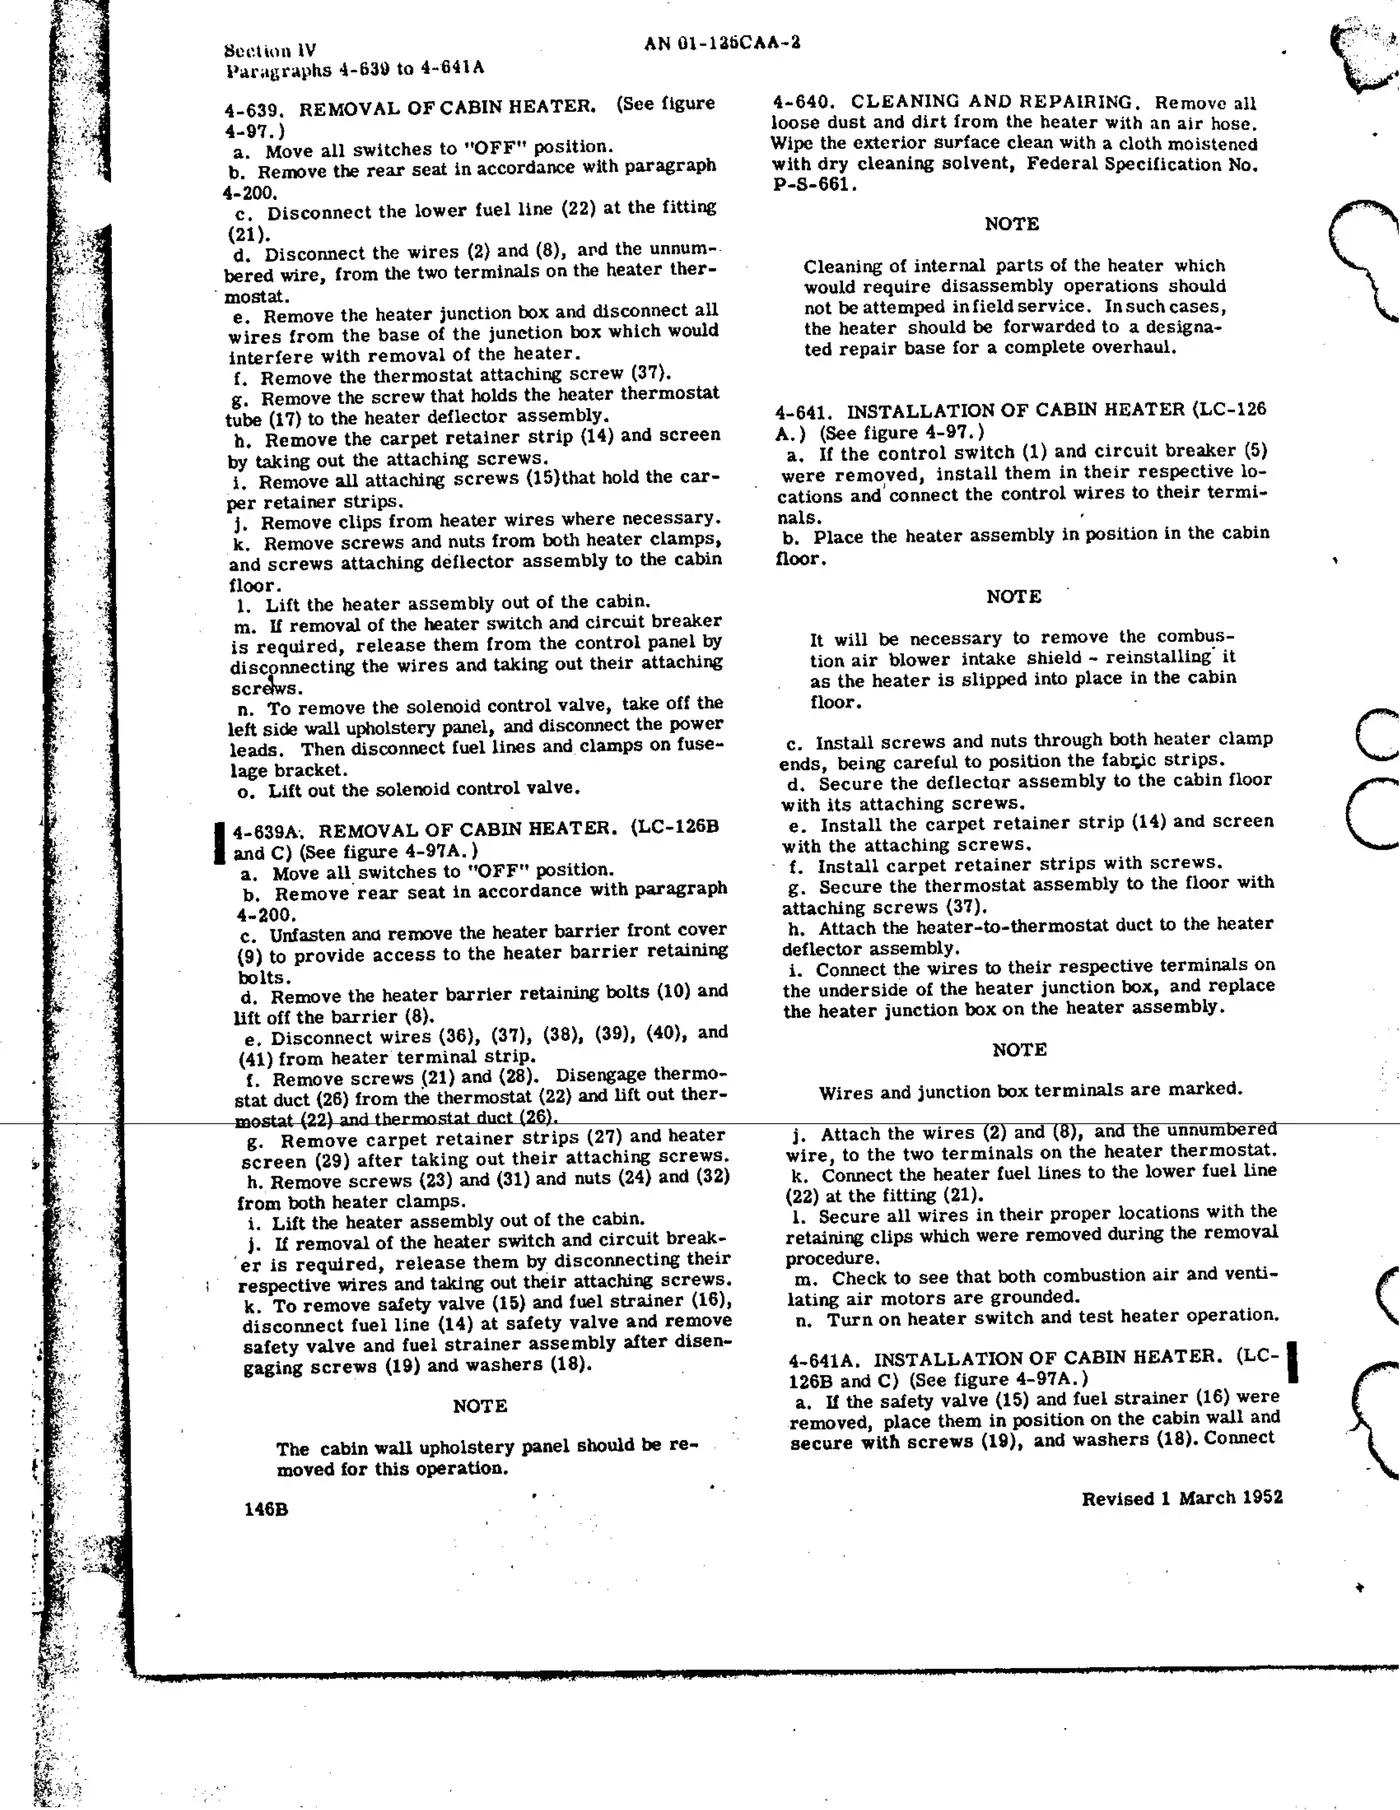 Section IV
Paragraphs 4-639 to 4-641A
AN 01-125CAA-2
4-639. REMOVAL OF CABIN HEATER. (See figure
4-97.)
a. Move all switches to "OFF" position.
b. Remove the rear seat in accordance with paragraph
4-200.
c. Disconnect the lower fuel line (22) at the fitting
(21).
d. Disconnect the wires (2) and (8), and the unnum-
bered wire, from the two terminals on the heater ther-
mostat.
e. Remove the heater junction box and disconnect all
wires from the base of the junction box which would
interfere with removal of the heater.
f. Remove the thermostat attaching screw (37).
g. Remove the screw that holds the heater thermostat
tube (17) to the heater deflector assembly.
h. Remove the carpet retainer strip (14) and screen
by taking out the attaching screws.
i. Remove all attaching screws (15)that hold the car-
per retainer strips.
j. Remove clips from heater wires where necessary.
k. Remove screws and nuts from both heater clamps,
and screws attaching deflector assembly to the cabin
floor.
l. Lift the heater assembly out of the cabin.
m. If removal of the heater switch and circuit breaker
is required, release them from the control panel by
disconnecting the wires and taking out their attaching
screws.
n. To remove the solenoid control valve, take off the
left side wall upholstery panel, and disconnect the power
leads. Then disconnect fuel lines and clamps on fuse-
lage bracket.
o. Lift out the solenoid control valve.
4-639A. REMOVAL OF CABIN HEATER. (LC-126B
and C) (See figure 4-97A.)
a. Move all switches to "OFF" position.
b. Remove rear seat in accordance with paragraph
4-200.
c. Unfasten and remove the heater barrier front cover
(9) to provide access to the heater barrier retaining
bolts.
d. Remove the heater barrier retaining bolts (10) and
lift off the barrier (8).
e. Disconnect wires (36), (37), (38), (39), (40), and
(41) from heater terminal strip.
f. Remove screws (21) and (28). Disengage thermo-
stat duct (26) from the thermostat (22) and lift out ther-
mostat (22) and thermostat duct (26).
g. Remove carpet retainer strips (27) and heater
screen (29) after taking out their attaching screws.
h. Remove screws (23) and (31) and nuts (24) and (32)
from both heater clamps.
i. Lift the heater assembly out of the cabin.
j. If removal of the heater switch and circuit break-
er is required, release them by disconnecting their
respective wires and taking out their attaching screws.
k. To remove safety valve (15) and fuel strainer (16),
disconnect fuel line (14) at safety valve and remove
safety valve and fuel strainer assembly after disen-
gaging screws (19) and washers (18).
NOTE
The cabin wall upholstery panel should be re-
moved for this operation.
146B
4-640. CLEANING AND REPAIRING. Remove all
loose dust and dirt from the heater with an air hose.
Wipe the exterior surface clean with a cloth moistened
with dry cleaning solvent, Federal Specification No.
P-S-661.
NOTE
Cleaning of internal parts of the heater which
would require disassembly operations should
not be attemped in field service. In such cases,
the heater should be forwarded to a designa-
ted repair base for a complete overhaul.
4-641. INSTALLATION OF CABIN HEATER (LC-126
A.) (See figure 4-97.)
a. If the control switch (1) and circuit breaker (5)
were removed, install them in their respective lo-
cations and connect the control wires to their termi-
nals.
b. Place the heater assembly in position in the cabin
floor.
NOTE
It will be necessary to remove the combus-
tion air blower intake shield - reinstalling it
as the heater is slipped into place in the cabin
floor.
c. Install screws and nuts through both heater clamp
ends, being careful to position the fabric strips.
d. Secure the deflector assembly to the cabin floor
with its attaching screws.
e. Install the carpet retainer strip (14) and screen
with the attaching screws.
f. Install carpet retainer strips with screws.
g. Secure the thermostat assembly to the floor with
attaching screws (37).
h. Attach the heater-to-thermostat duct to the heater
deflector assembly.
i. Connect the wires to their respective terminals on
the underside of the heater junction box, and replace
the heater junction box on the heater assembly.
NOTE
Wires and junction box terminals are marked.
j. Attach the wires (2) and (8), and the unnumbered
wire, to the two terminals on the heater thermostat.
k. Connect the heater fuel lines to the lower fuel line
(22) at the fitting (21).
l. Secure all wires in their proper locations with the
retaining clips which were removed during the removal
procedure.
m. Check to see that both combustion air and venti-
lating air motors are grounded.
n. Turn on heater switch and test heater operation.
4-641A. INSTALLATION OF CABIN HEATER. (LC-
126B and C) (See figure 4-97A.)
a. If the safety valve (15) and fuel strainer (16) were
removed, place them in position on the cabin wall and
secure with screws (19), and washers (18). Connect
Revised 1 March 1952